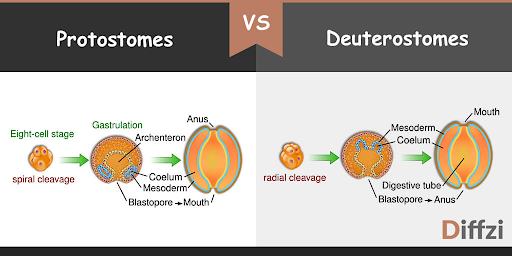 VS
Protostomes
Deuterostomes
Eight-cell stage
spiral cleavage
Gastrulation
Archenteron
Anus
Coelum
Mesoderm
Blastopore Mouth
radial cleavage
Mesoderm
Coelum
Mouth
Digestive tube
Blastopore Anus
Diffzi